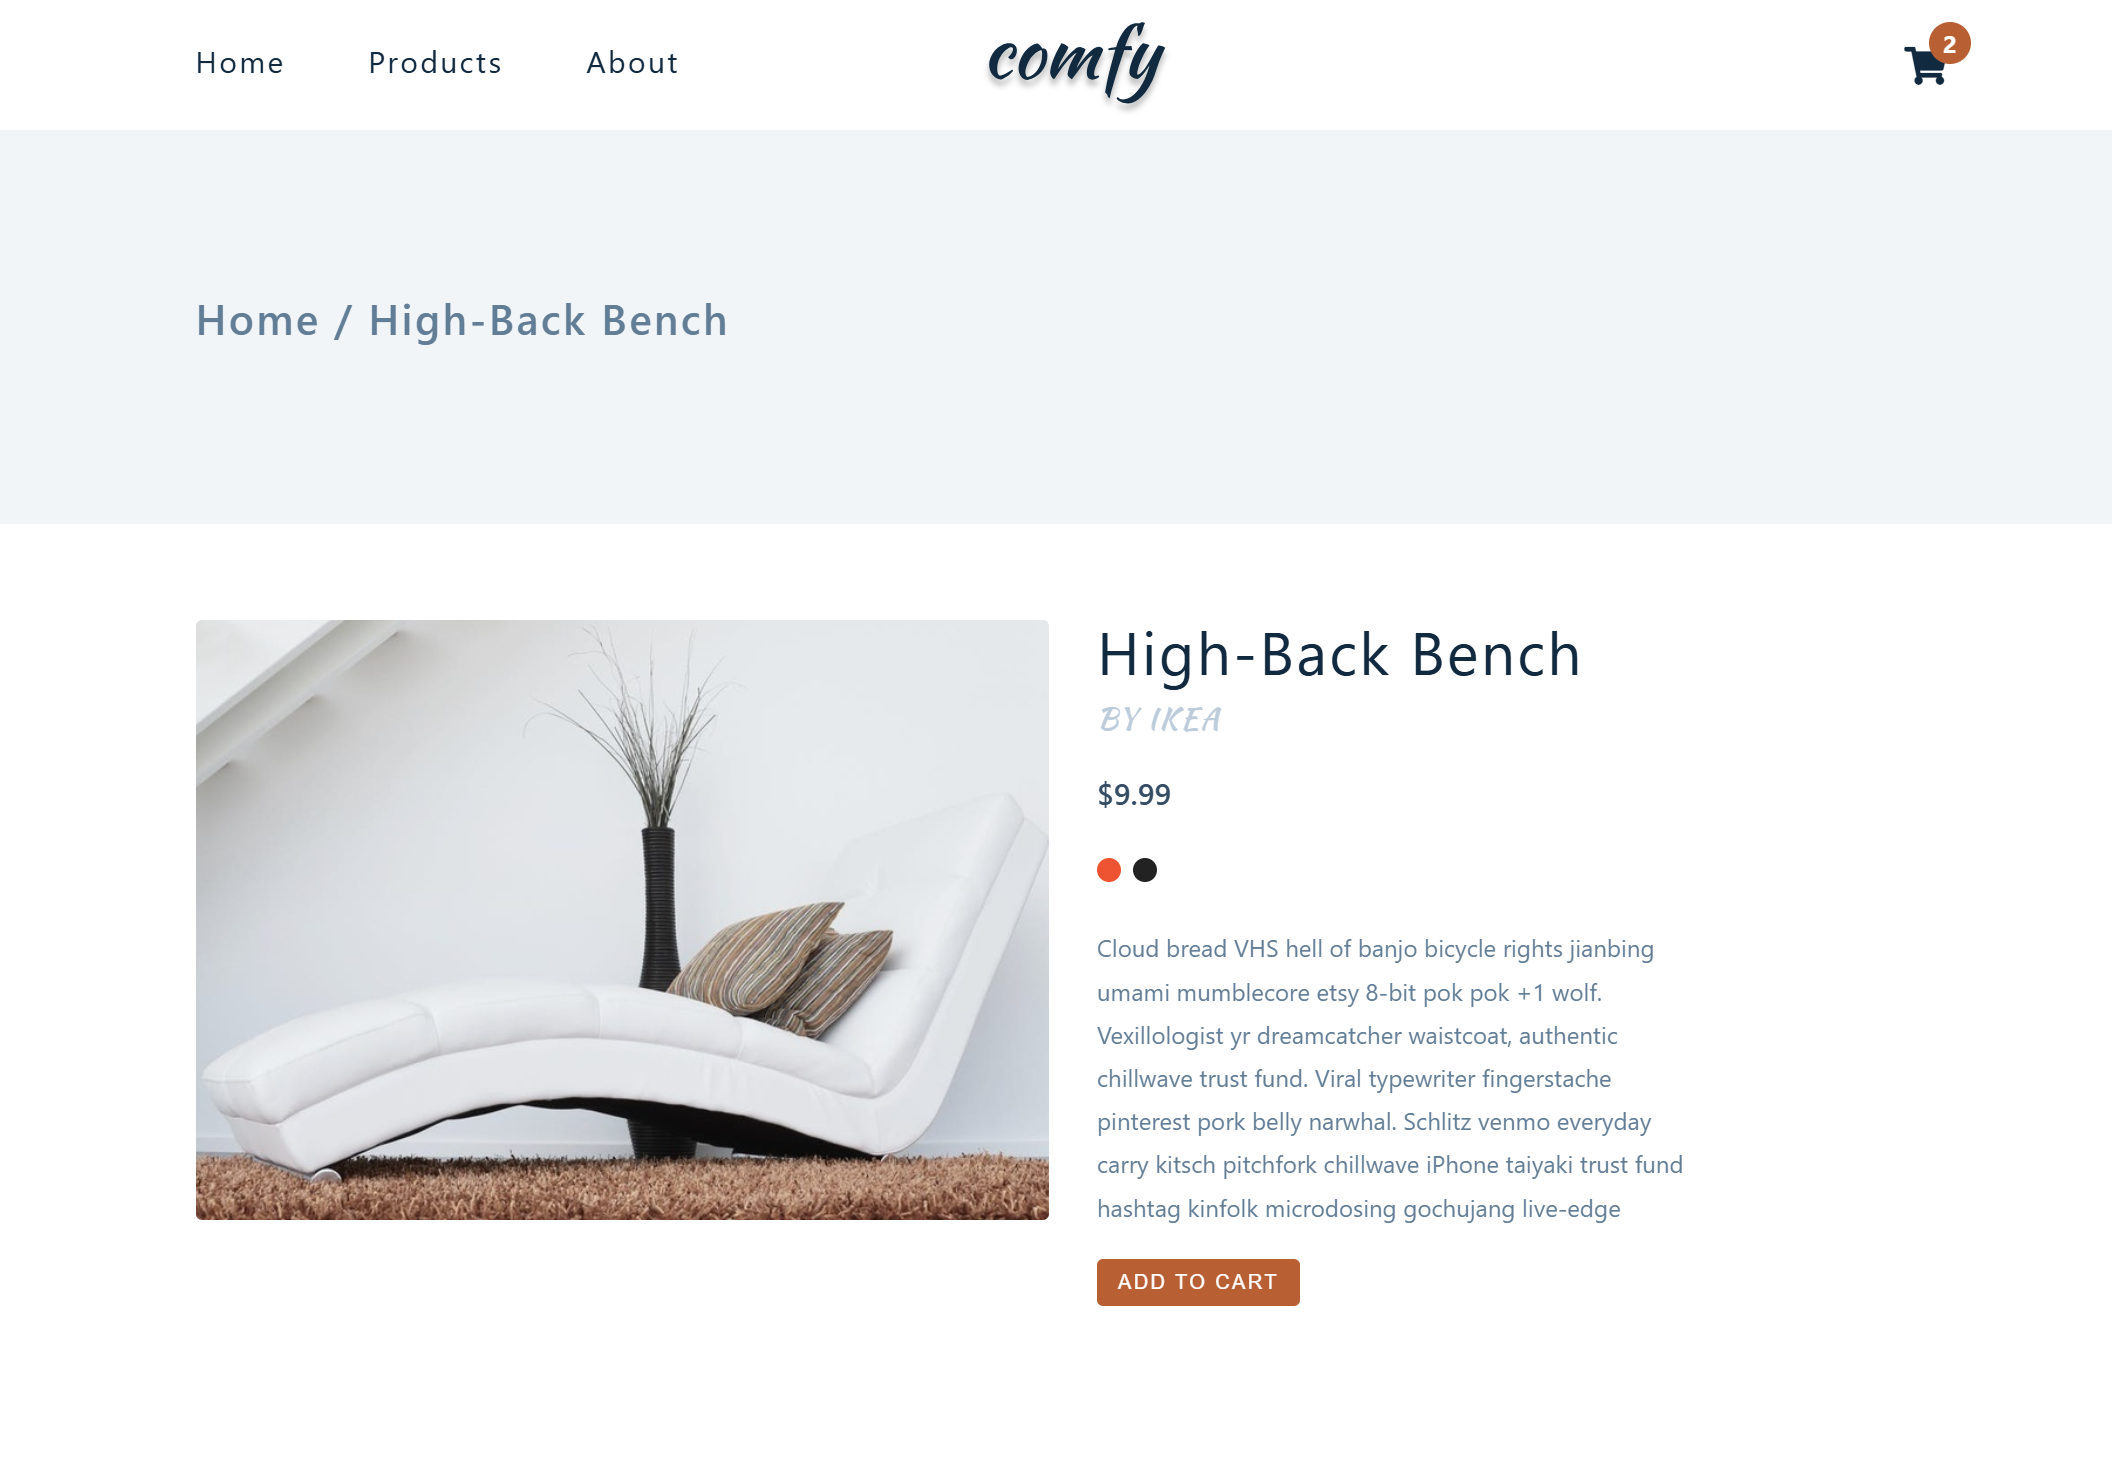 Home Products About comfy 2
Home / High-Back Bench
High-Back Bench
BY IKEA
$9.99
Cloud bread VHS hell of banjo bicycle rights jianbing
umami mumblecore etsy 8-bit pok pok +1 wolf.
Vexillologist yr dreamcatcher waistcoat, authentic
chillwave trust fund. Viral typewriter fingerstache
pinterest pork belly narwhal. Schlitz venmo everyday
carry kitsch pitchfork chillwave iPhone taiyaki trust fund
hashtag kinfolk microdosing gochujang live-edge
ADD TO CART